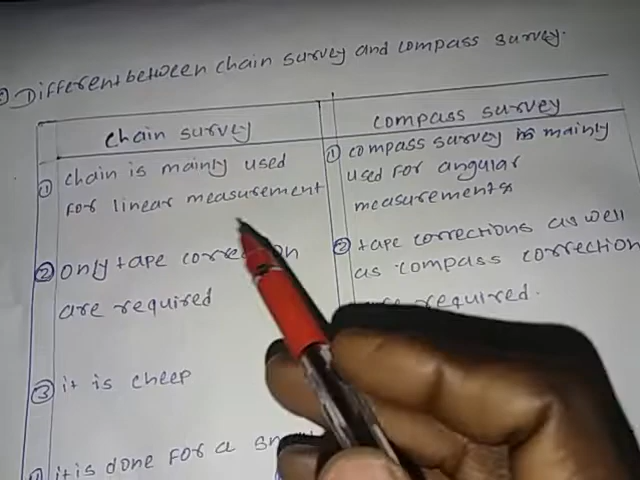 Different between chain survey and compass survey.
chain survey
compass survey
① chain is mainly used
for linear measurement
① compass survey is mainly
used for angular
measurements
② only tape correction
are required
② tape corrections as well
as compass correction
required.
③ it is cheep
it is done for a